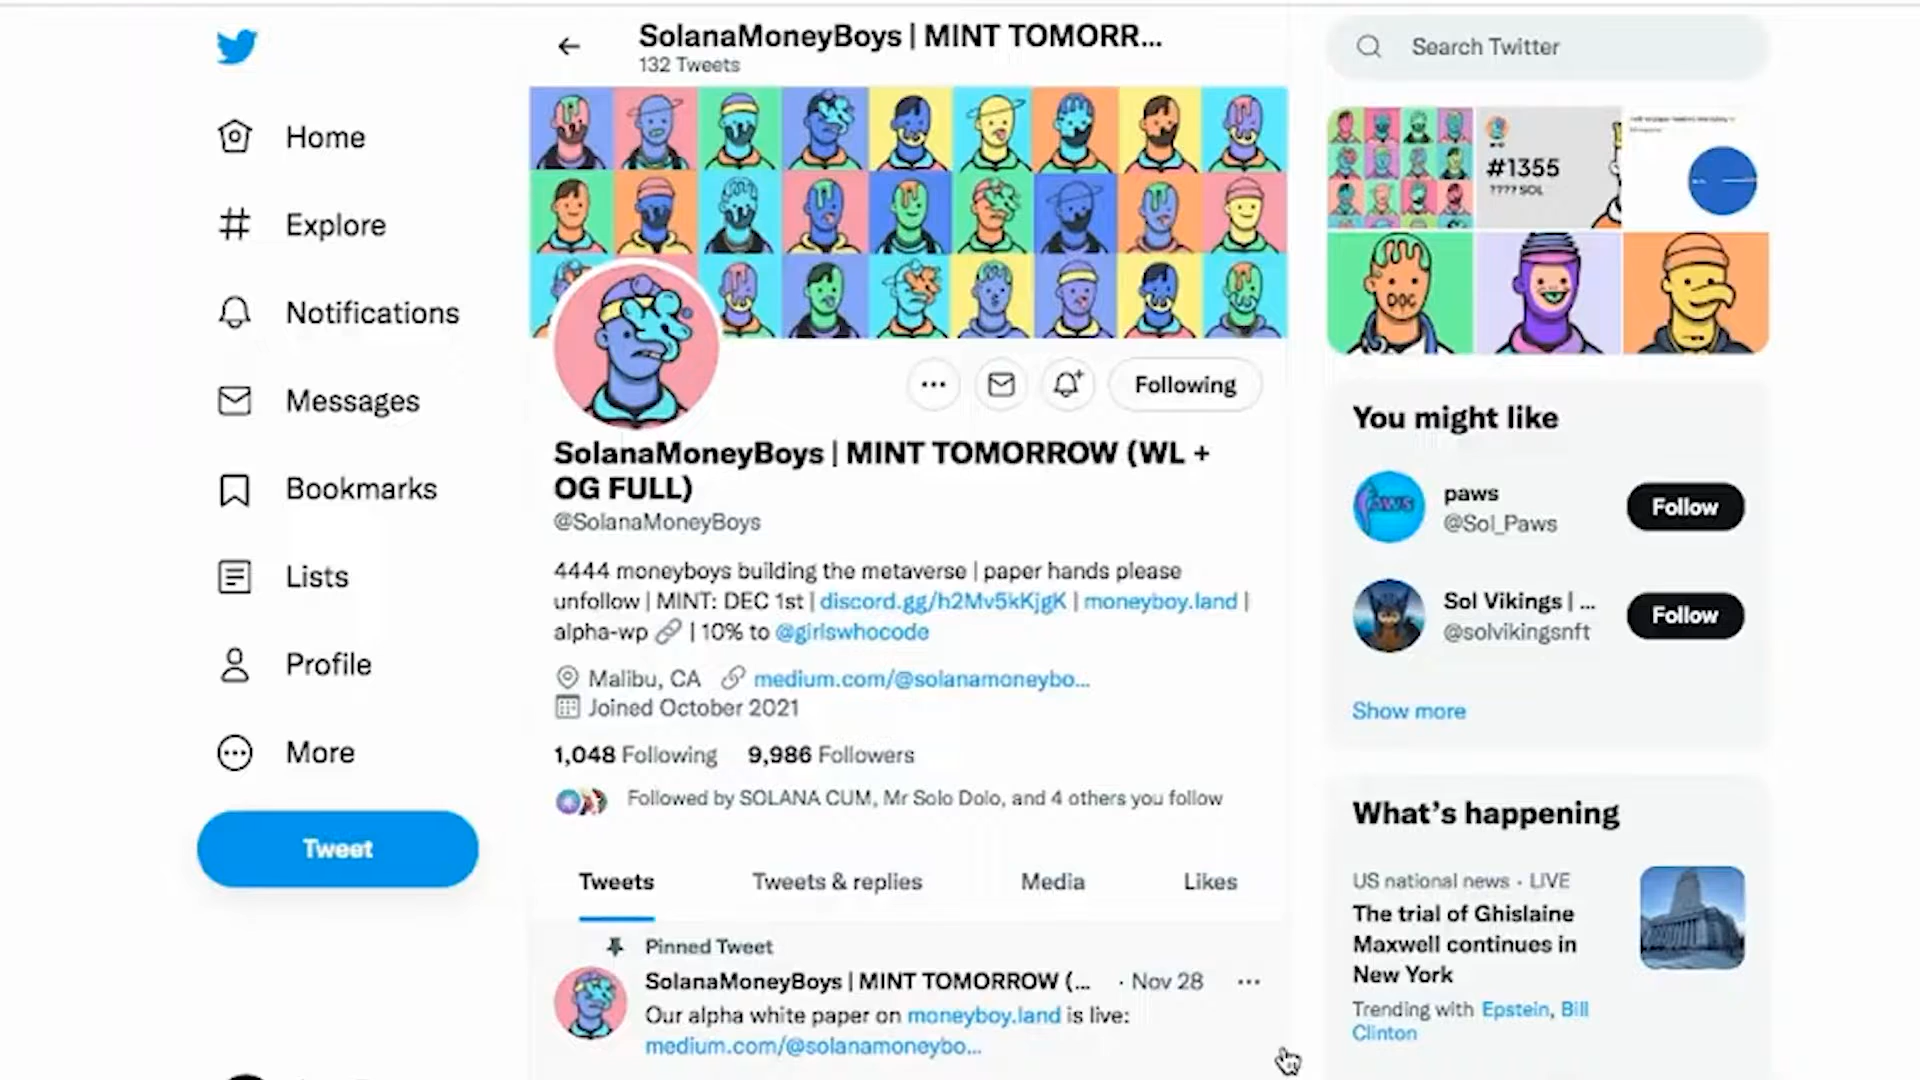 SolanaMoneyBoys | MINT TOMORR...
132 Tweets
Home
Explore
Notifications
Messages
Bookmarks
Lists
Profile
More
Tweet
Following
SolanaMoneyBoys | MINT TOMORROW (WL +
OG FULL)
@SolanaMoneyBoys
4444 moneyboys building the metaverse | paper hands please
unfollow | MINT: DEC 1st | discord.gg/h2Mv5kKjgK | moneyboy.land |
alpha-wp 🔗 | 10% to @girlswhocode
Malibu, CA medium.com/@solanamoneybo...
Joined October 2021
1,048 Following 9,986 Followers
Followed by SOLANA CUM, Mr Solo Dolo, and 4 others you follow
Tweets Tweets & replies Media Likes
Pinned Tweet
SolanaMoneyBoys | MINT TOMORROW (... · Nov 28
Our alpha white paper on moneyboy.land is live:
medium.com/@solanamoneybo...
Search Twitter
#1355
???? SOL
DOG
You might like
paws
@Sol_Paws
Follow
Sol Vikings | ...
@solvikingsnft
Follow
Show more
What's happening
US national news · LIVE
The trial of Ghislaine
Maxwell continues in
New York
Trending with Epstein, Bill
Clinton